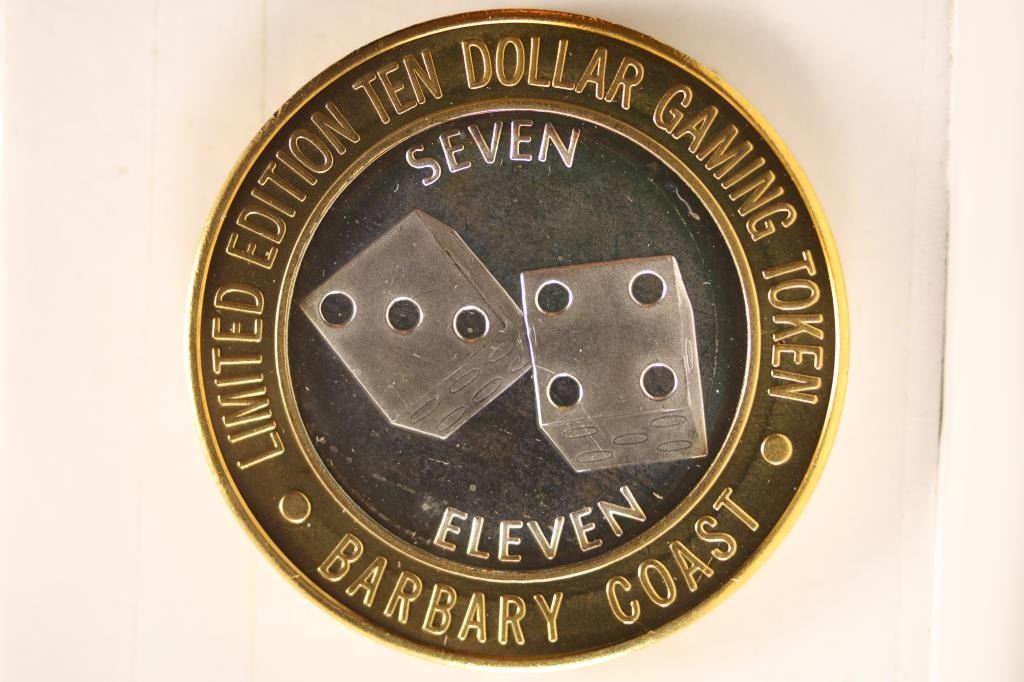 LIMITED EDITION TEN DOLLAR GAMING TOKEN
SEVEN
ELEVEN
BARBARY COAST